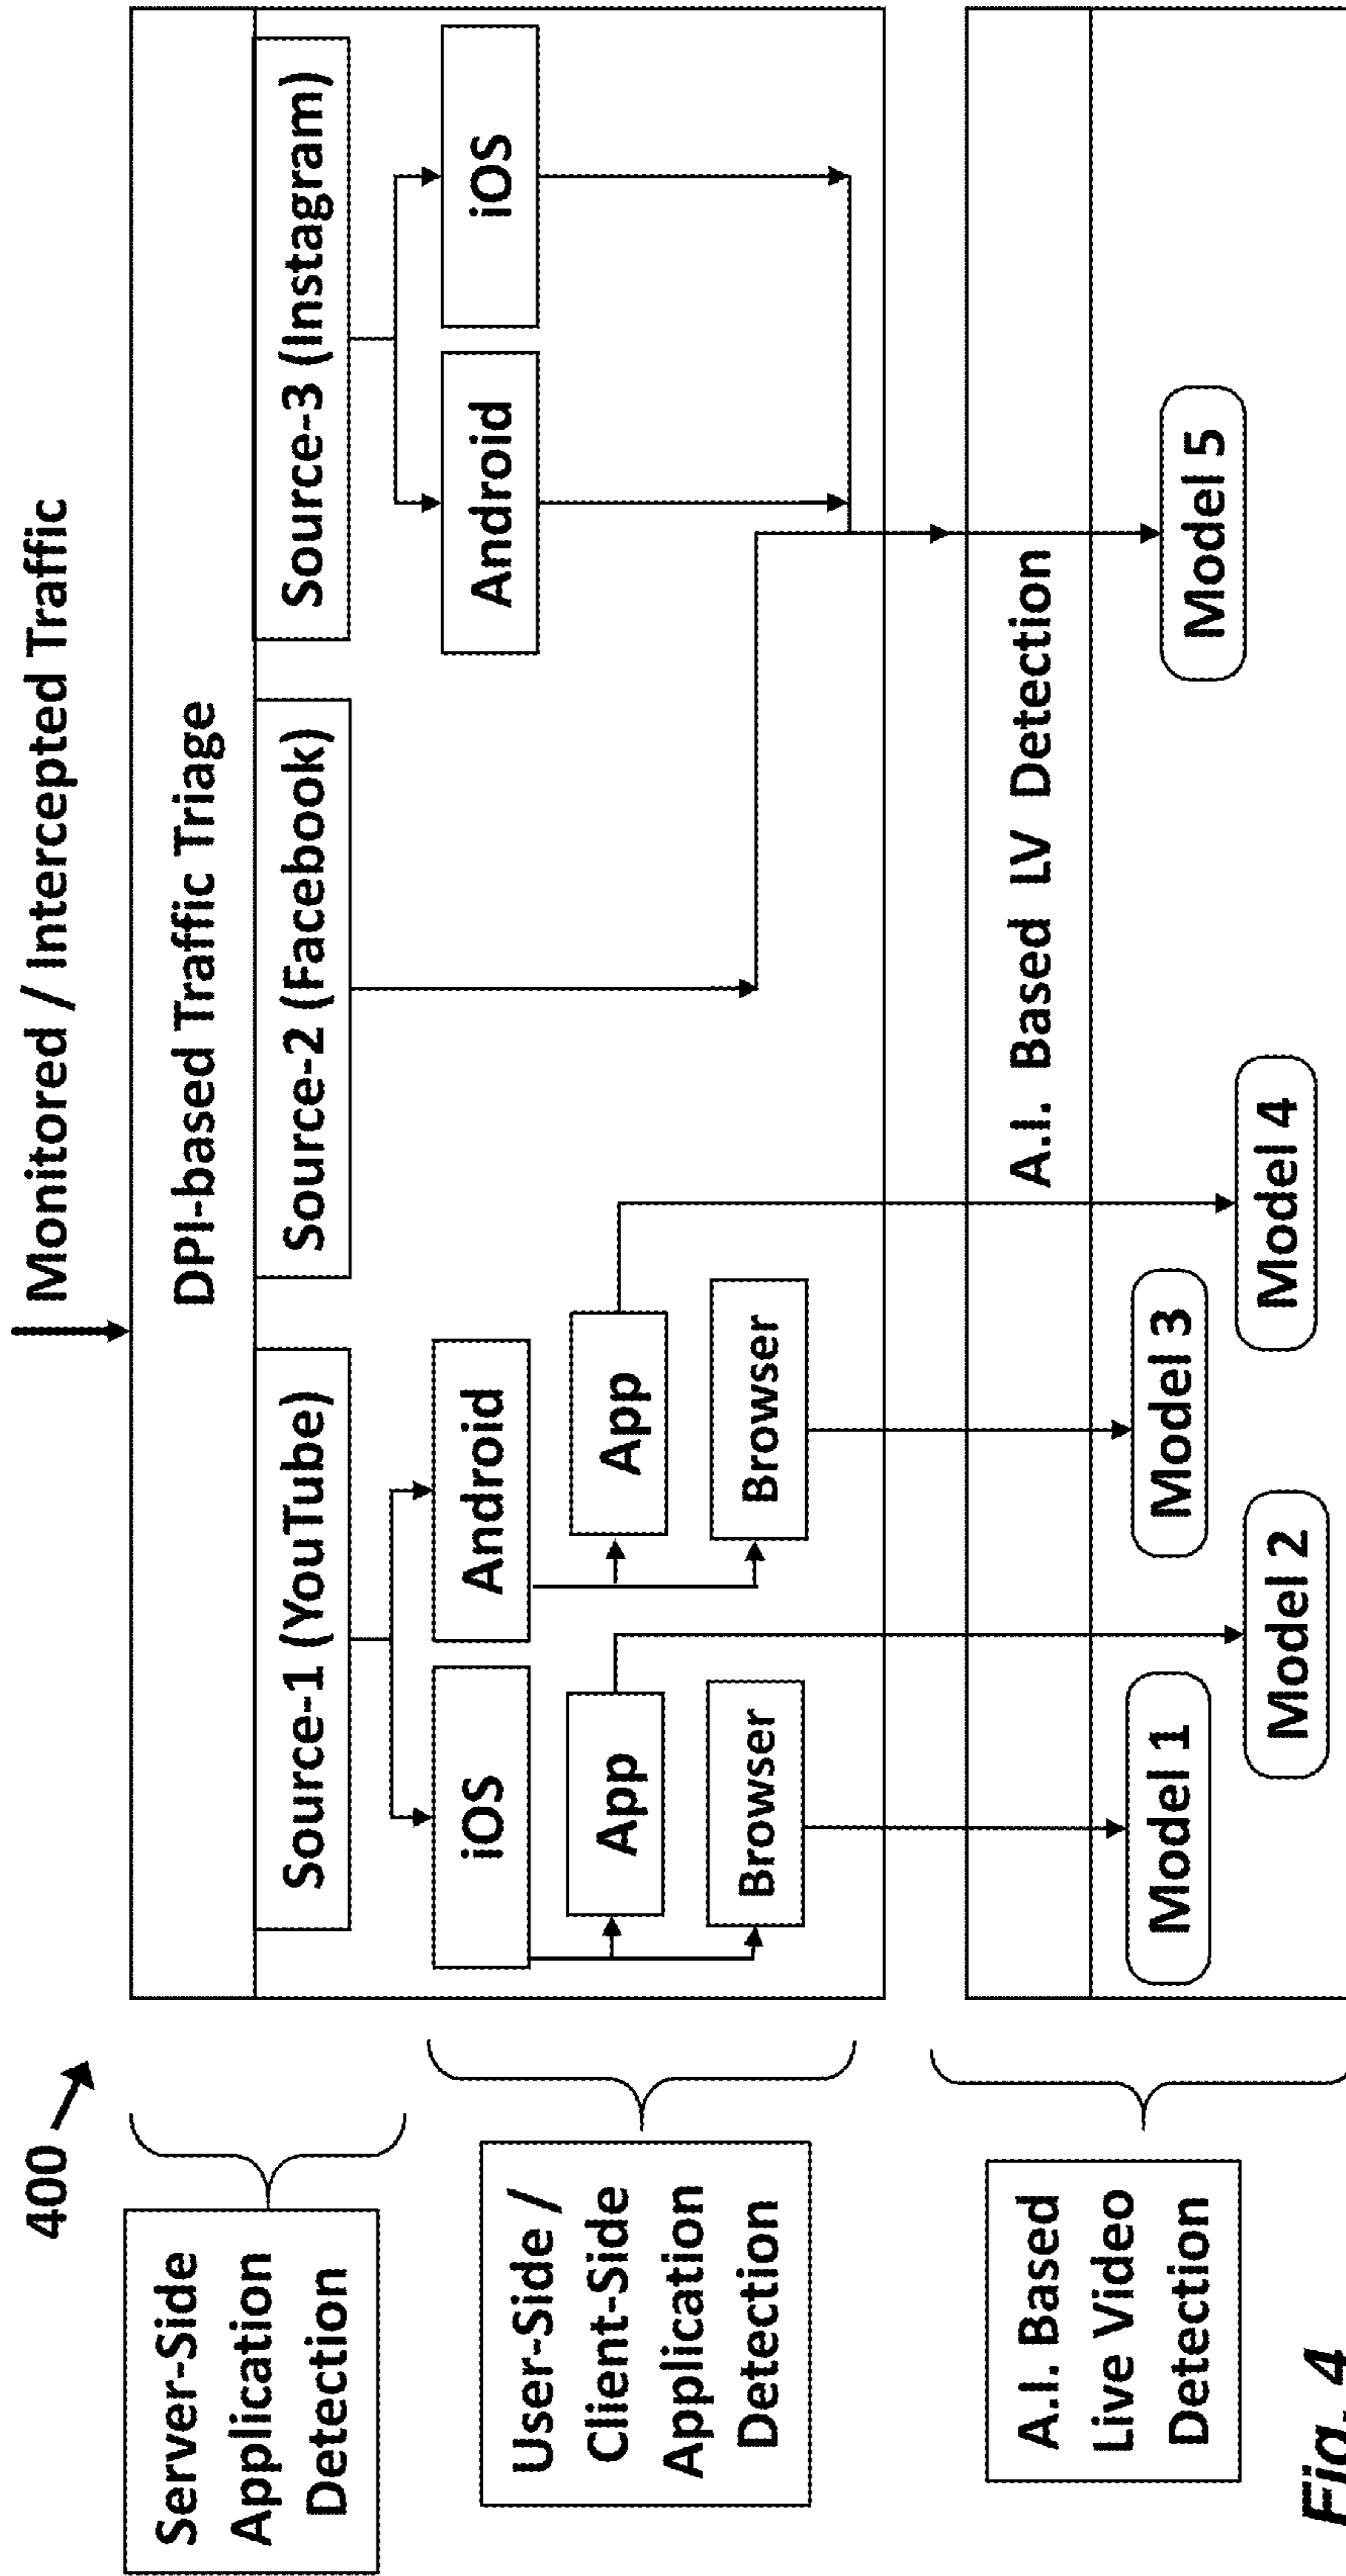 400
Monitored / Intercepted Traffic
Server-Side
Application
Detection
DPI-based Traffic Triage
Source-1 (YouTube)
Source-2 (Facebook)
Source-3 (Instagram)
User-Side /
Client-Side
Application
Detection
iOS
Android
Android
iOS
App
App
Browser
Browser
A.I. Based
Live Video
Detection
A.I. Based LV Detection
Model 1
Model 3
Model 5
Model 2
Model 4
Fig. 4